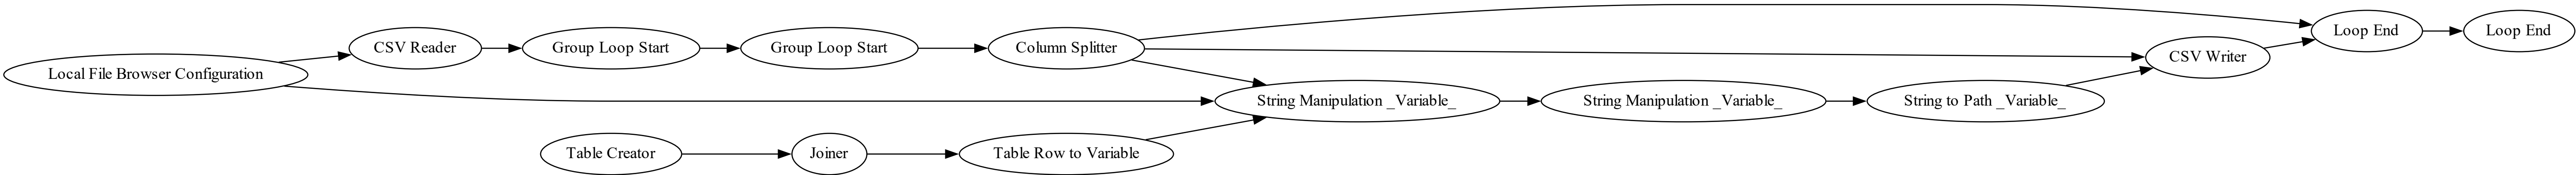 Local File Browser Configuration
CSV Reader
Group Loop Start
Group Loop Start
Column Splitter
Loop End
Loop End
CSV Writer
String Manipulation _Variable_
String Manipulation _Variable_
String to Path _Variable_
Table Creator
Joiner
Table Row to Variable